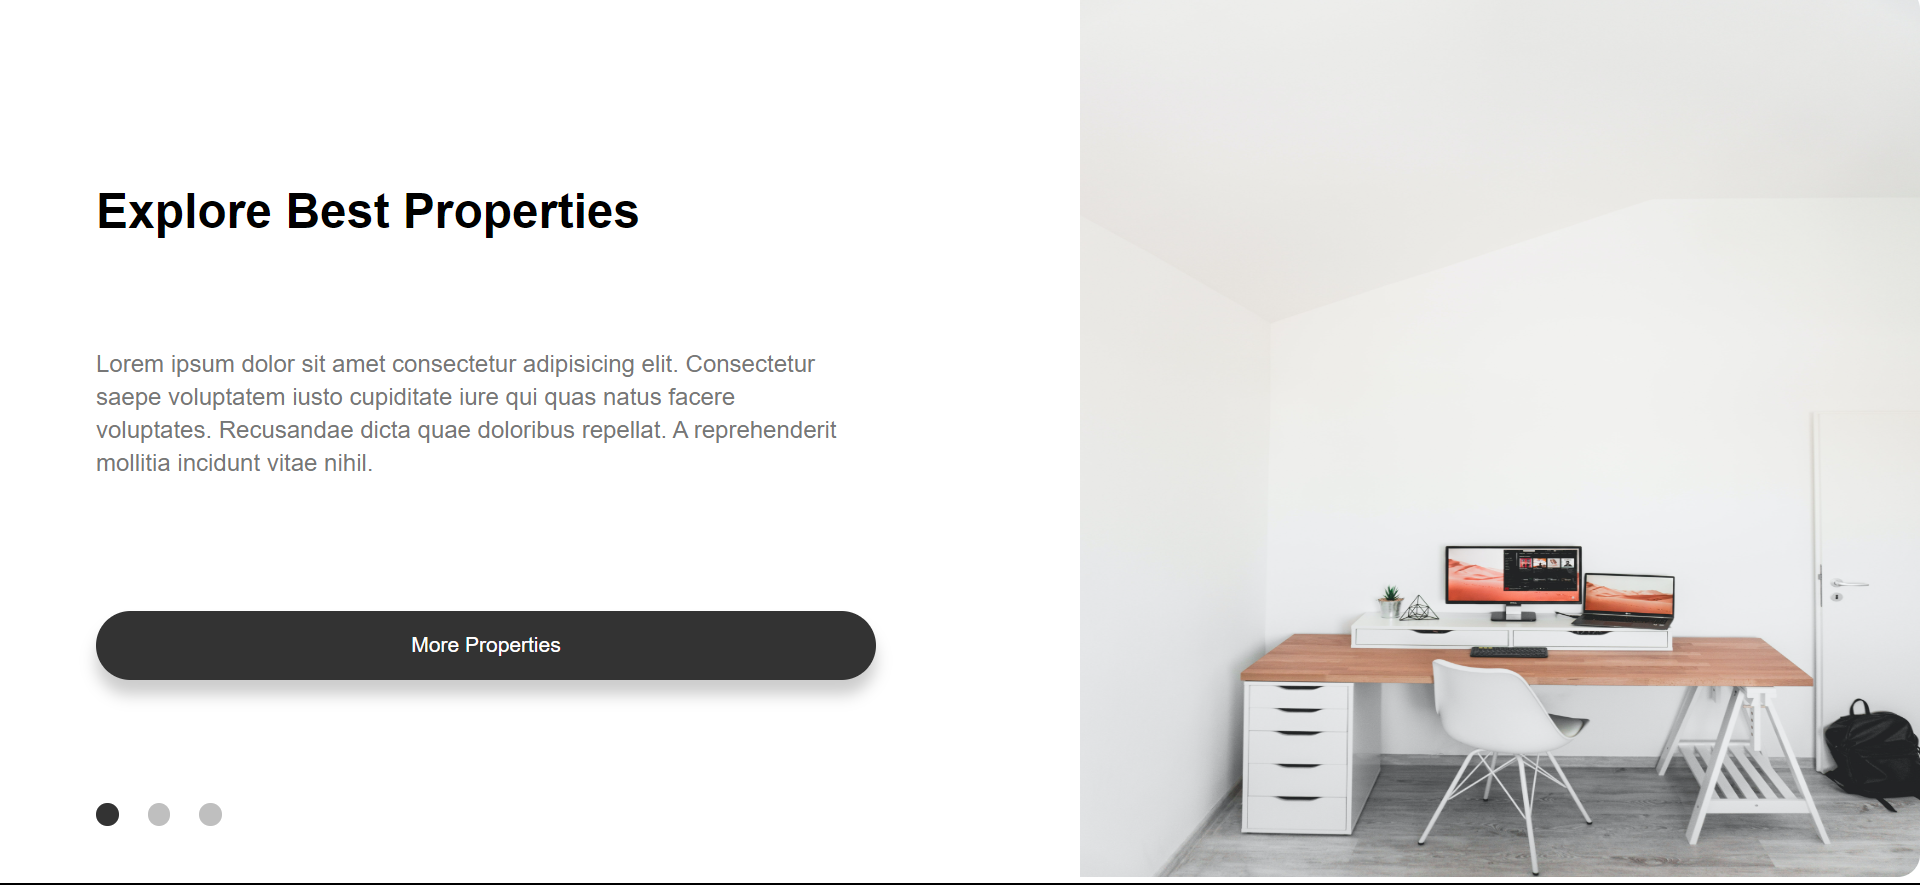 Explore Best Properties
Lorem ipsum dolor sit amet consectetur adipisicing elit. Consectetur
saepe voluptatem iusto cupiditate iure qui quas natus facere
voluptates. Recusandae dicta quae doloribus repellat. A reprehenderit
mollitia incidunt vitae nihil.
More Properties